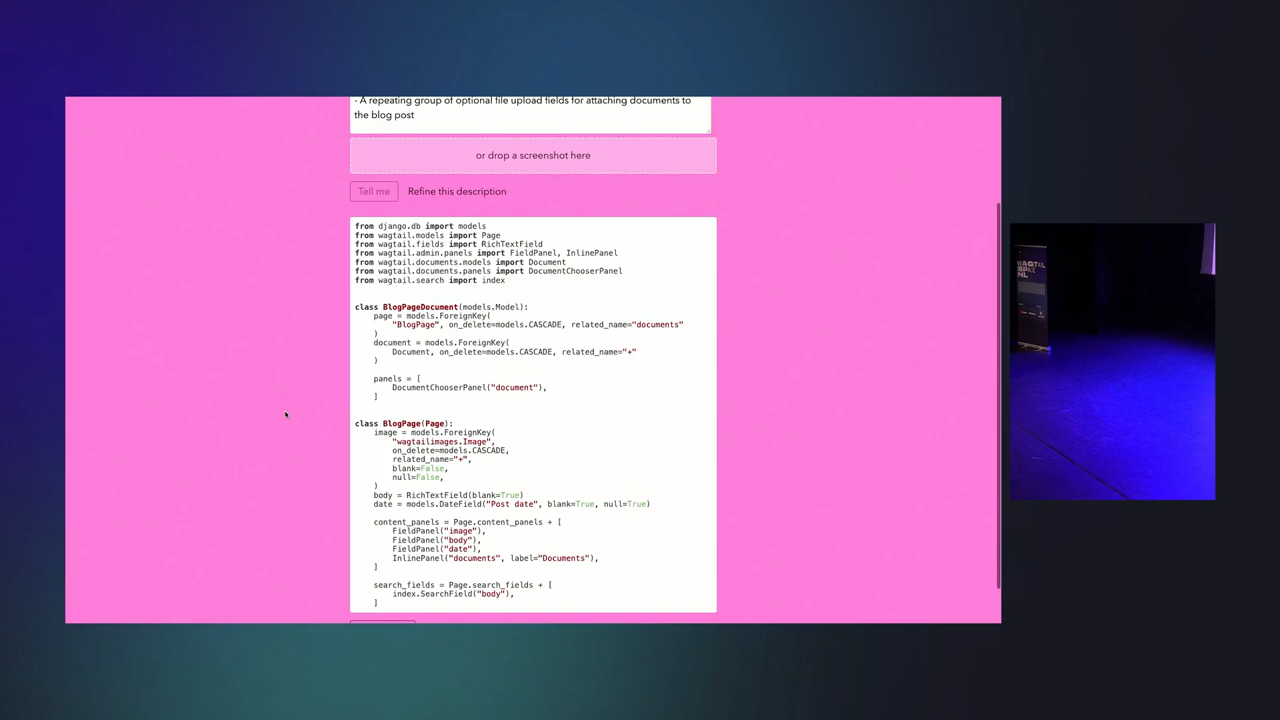 - A repeating group of optional file upload fields for attaching documents to
the blog post
or drop a screenshot here
Tell me
Refine this description
from django.db import models
from wagtail.models import Page
from wagtail.fields import RichTextField
from wagtail.admin.panels import FieldPanel, InlinePanel
from wagtail.documents.models import Document
from wagtail.documents.panels import DocumentChooserPanel
from wagtail.search import index
class BlogPageDocument(models.Model):
page = models.ForeignKey(
"BlogPage", on_delete=models.CASCADE, related_name="documents"
)
document = models.ForeignKey(
Document, on_delete=models.CASCADE, related_name="+"
)
panels = [
DocumentChooserPanel("document"),
]
class BlogPage(Page):
image = models.ForeignKey(
"wagtailimages.Image",
on_delete=models.CASCADE,
related_name="+",
blank=False,
null=False,
)
body = RichTextField(blank=True)
date = models.DateField("Post date", blank=True, null=True)
content_panels = Page.content_panels + [
FieldPanel("image"),
FieldPanel("body"),
FieldPanel("date"),
InlinePanel("documents", label="Documents"),
]
search_fields = Page.search_fields + [
index.SearchField("body"),
]
NL